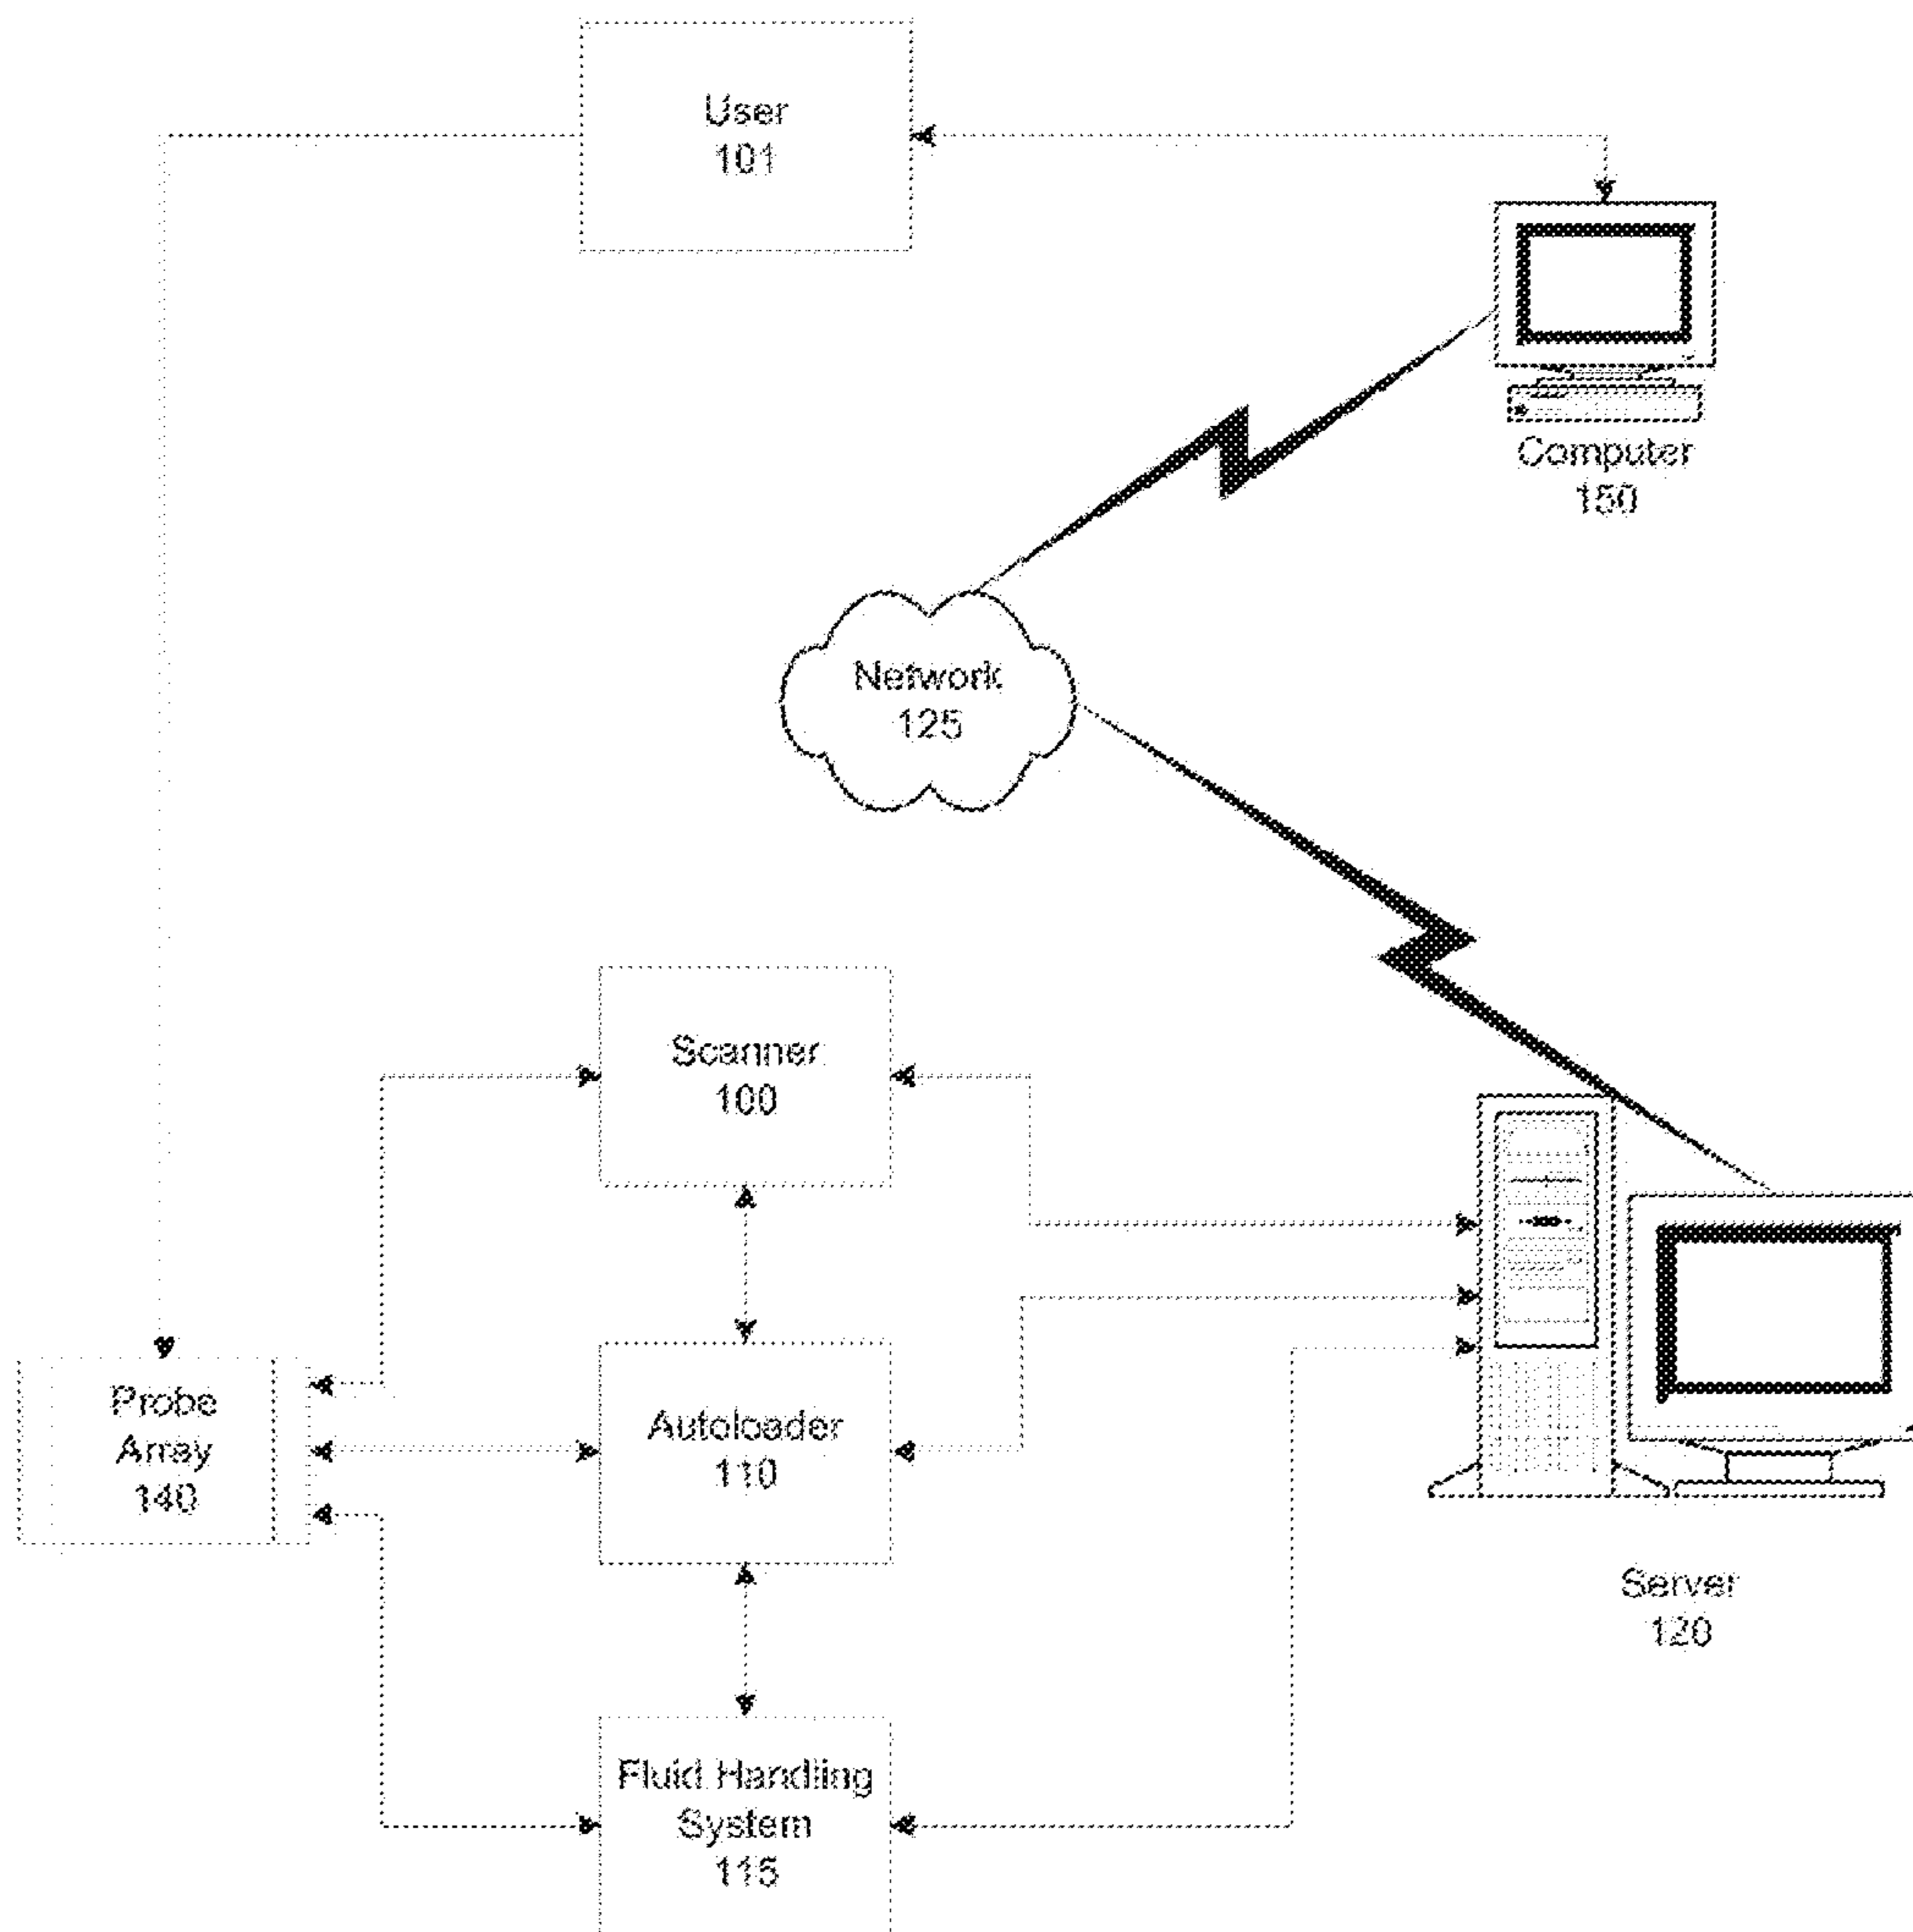 User
101
Computer
150
Network
125
Scanner
100
Probe
Array
140
Autoloader
110
Server
120
Fluid Handling
System
115